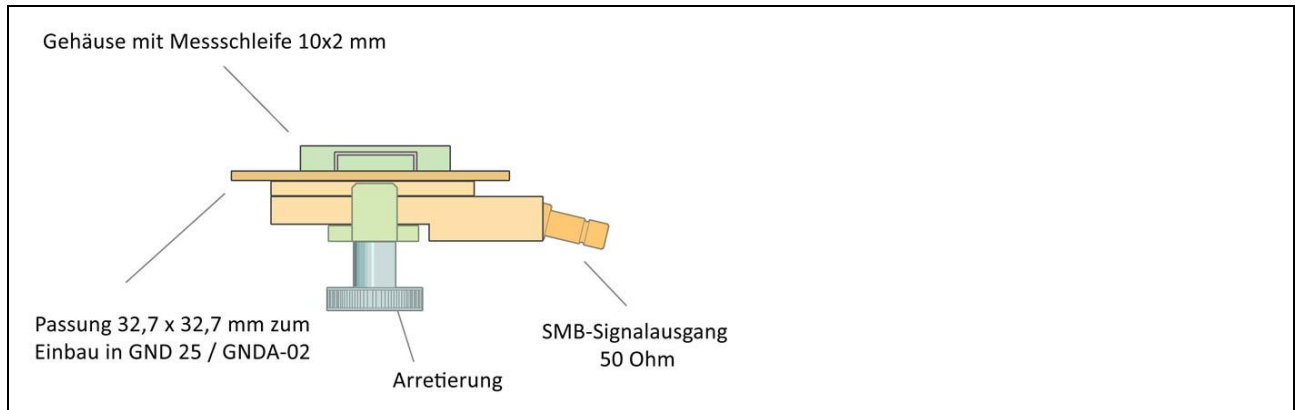 Gehäuse mit Messschleife 10x2 mm
Passung 32,7 x 32,7 mm zum
Einbau in GND 25 / GNDA-02
SMB-Signalausgang
50 Ohm
Arretierung